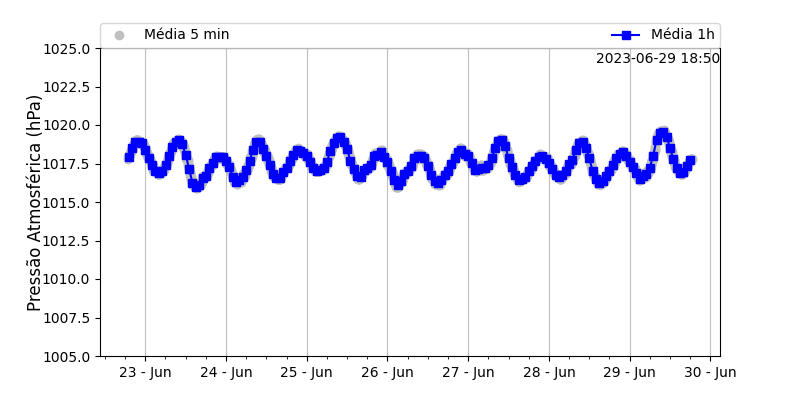 Média 5 min
Média 1h
2023-06-29 18:50
Pressão Atmosférica (hPa)
1025.0
1022.5
1020.0
1017.5
1015.0
1012.5
1010.0
1007.5
1005.0
23 - Jun
24 - Jun
25 - Jun
26 - Jun
27 - Jun
28 - Jun
29 - Jun
30 - Jun